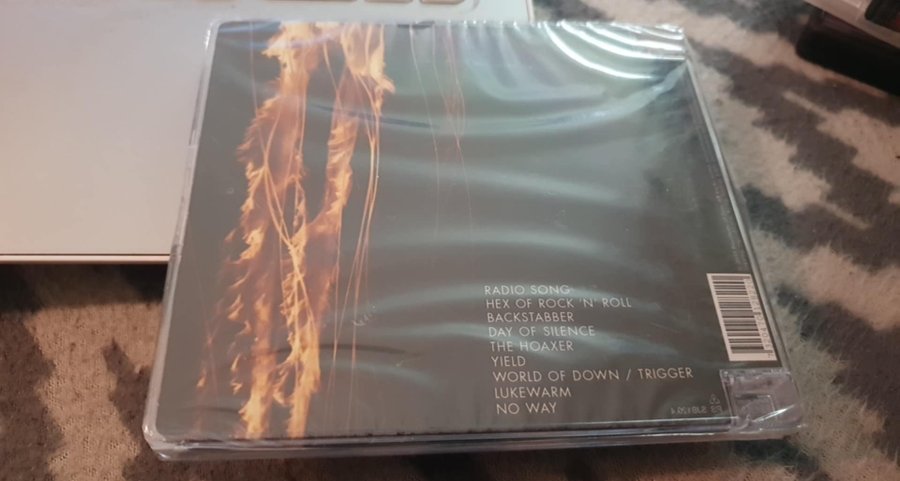 RADIO SONG
HEX OF ROCK 'N' ROLL
BACKSTABBER
DAY OF SILENCE
THE HOAXER
YIELD
WORLD OF DOWN / TRIGGER
LUKEWARM
NO WAY